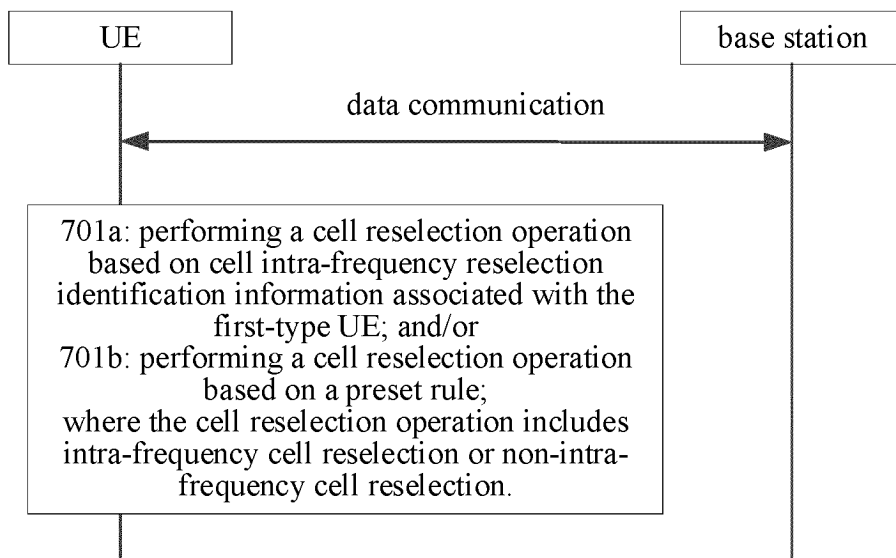 UE
base station
data communication
701a: performing a cell reselection operation
based on cell intra-frequency reselection
identification information associated with the
first-type UE; and/or
701b: performing a cell reselection operation
based on a preset rule;
where the cell reselection operation includes
intra-frequency cell reselection or non-intra-
frequency cell reselection.